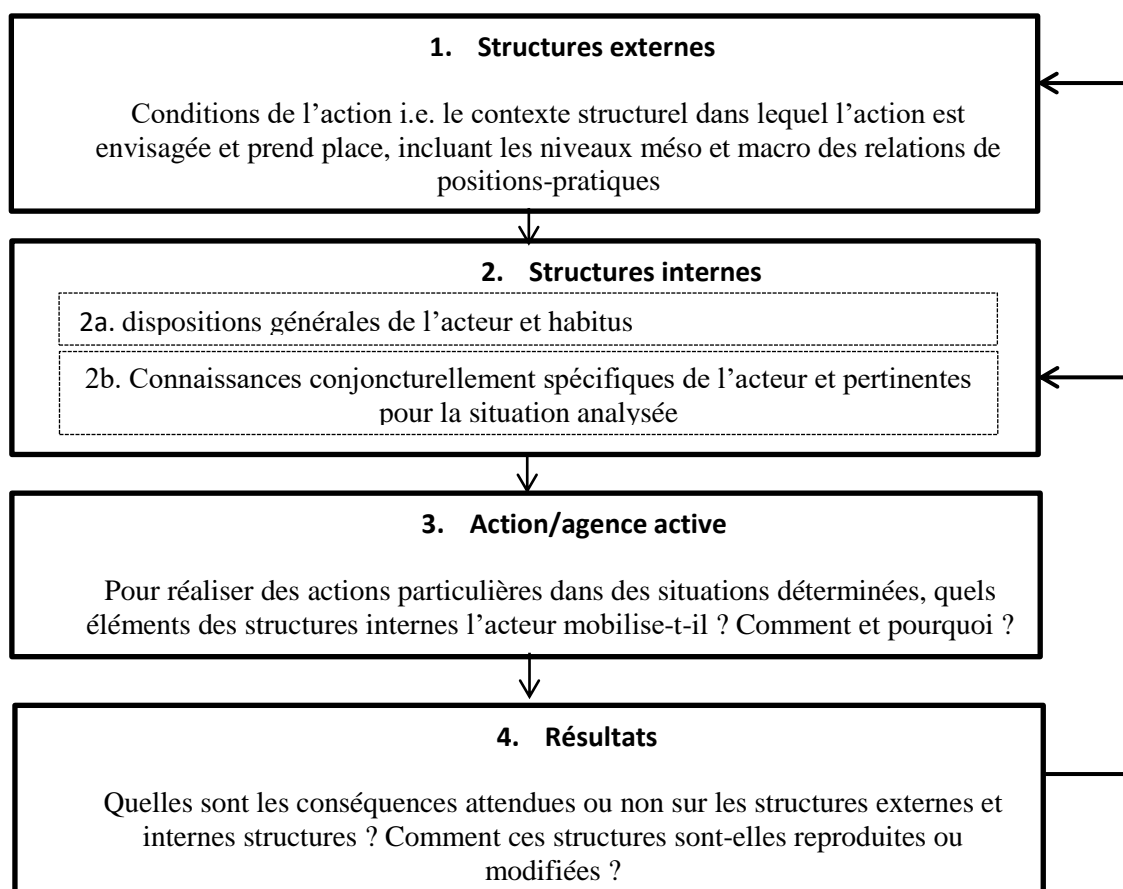 1. Structures externes
Conditions de l’action i.e. le contexte structurel dans lequel l’action est
envisagée et prend place, incluant les niveaux méso et macro des relations de
positions-pratiques
2. Structures internes
2a. dispositions générales de l’acteur et habitus
2b. Connaissances conjoncturellement spécifiques de l’acteur et pertinentes
pour la situation analysée
3. Action/agence active
Pour réaliser des actions particulières dans des situations déterminées, quels
éléments des structures internes l’acteur mobilise-t-il ? Comment et pourquoi ?
4. Résultats
Quelles sont les conséquences attendues ou non sur les structures externes et
internes structures ? Comment ces structures sont-elles reproduites ou
modifiées ?